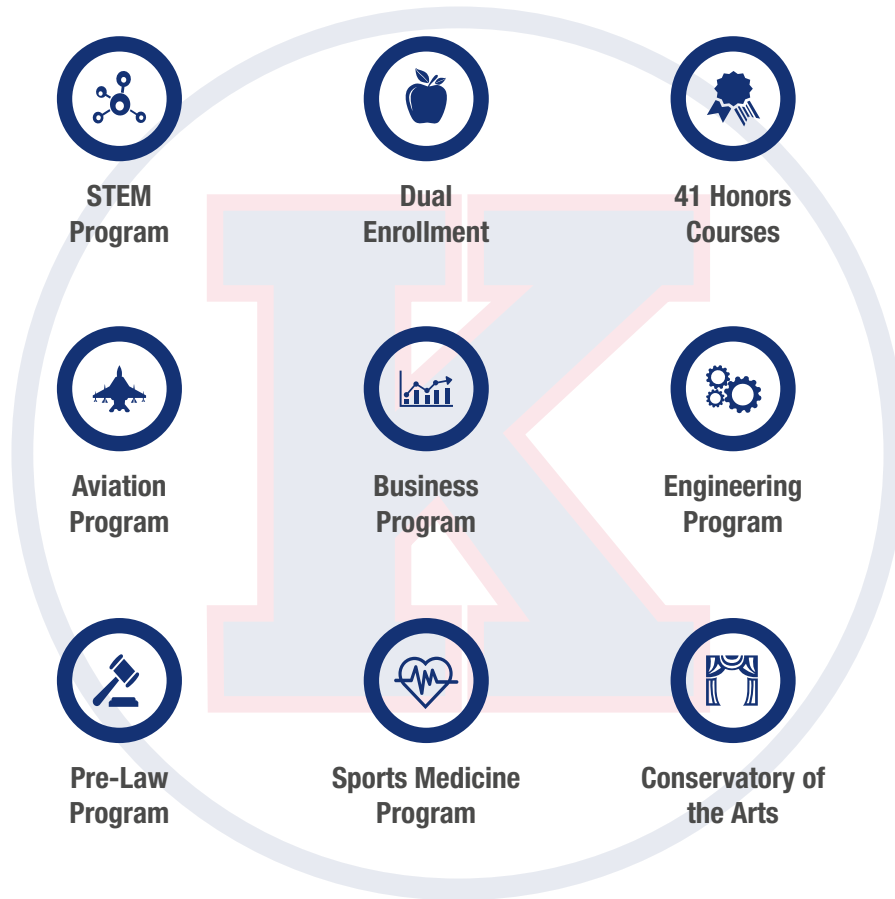 STEM
Program
Dual
Enrollment
41 Honors
Courses
Aviation
Program
Business
Program
Engineering
Program
Pre-Law
Program
Sports Medicine
Program
Conservatory of
the Arts
K